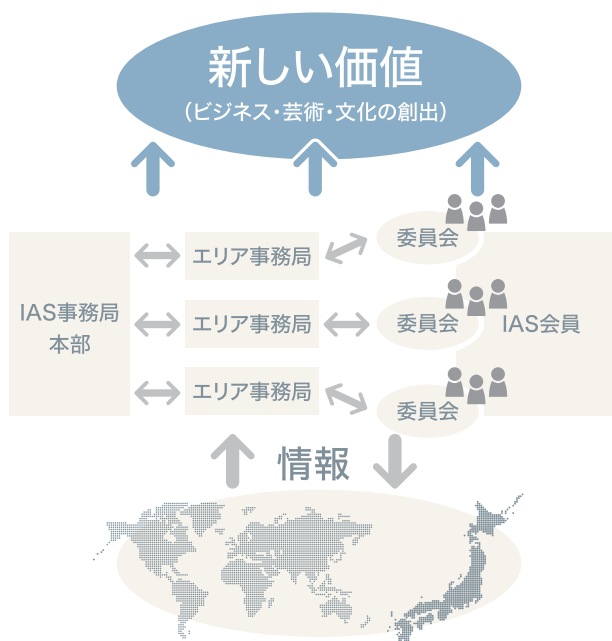 新しい価値
（ビジネス・芸術・文化の創出）
委員会
エリア事務局
IAS事務局
本部
エリア事務局
委員会
IAS会員
エリア事務局
委員会
情報